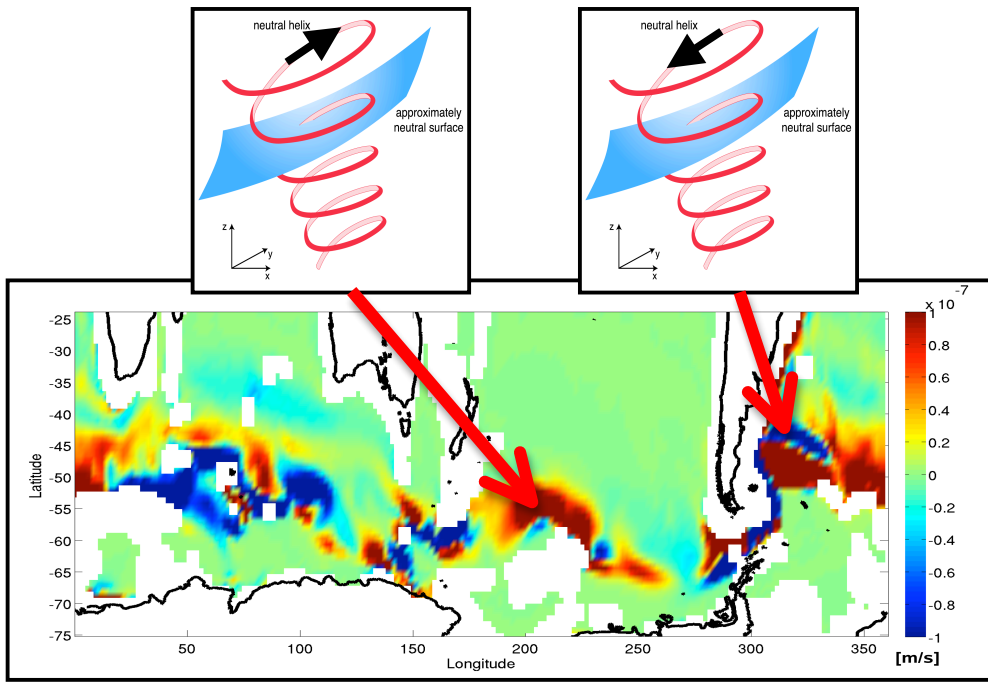 neutral helix
approximately
neutral surface
z
y
x
neutral helix
approximately
neutral surface
z
y
x
x 10
-7
-25
-30
-35
-40
-45
-50
-55
-60
-65
-70
-75
Latitude
50
100
150
200
250
300
350
Longitude
1
0.8
0.6
0.4
0.2
0
-0.2
-0.4
-0.6
-0.8
-1
[m/s]